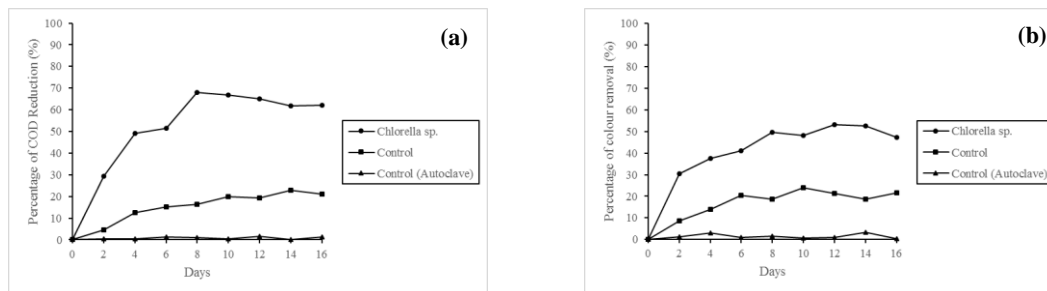 (a)
Percentage of COD Reduction (%)
100
90
80
70
60
50
40
30
20
10
0
0 2 4 6 8 10 12 14 16
Days
Chlorella sp.
Control
Control (Autoclave)
(b)
Percentage of colour removal (%)
100
90
80
70
60
50
40
30
20
10
0
0 2 4 6 8 10 12 14 16
Days
Chlorella sp.
Control
Control (Autoclave)